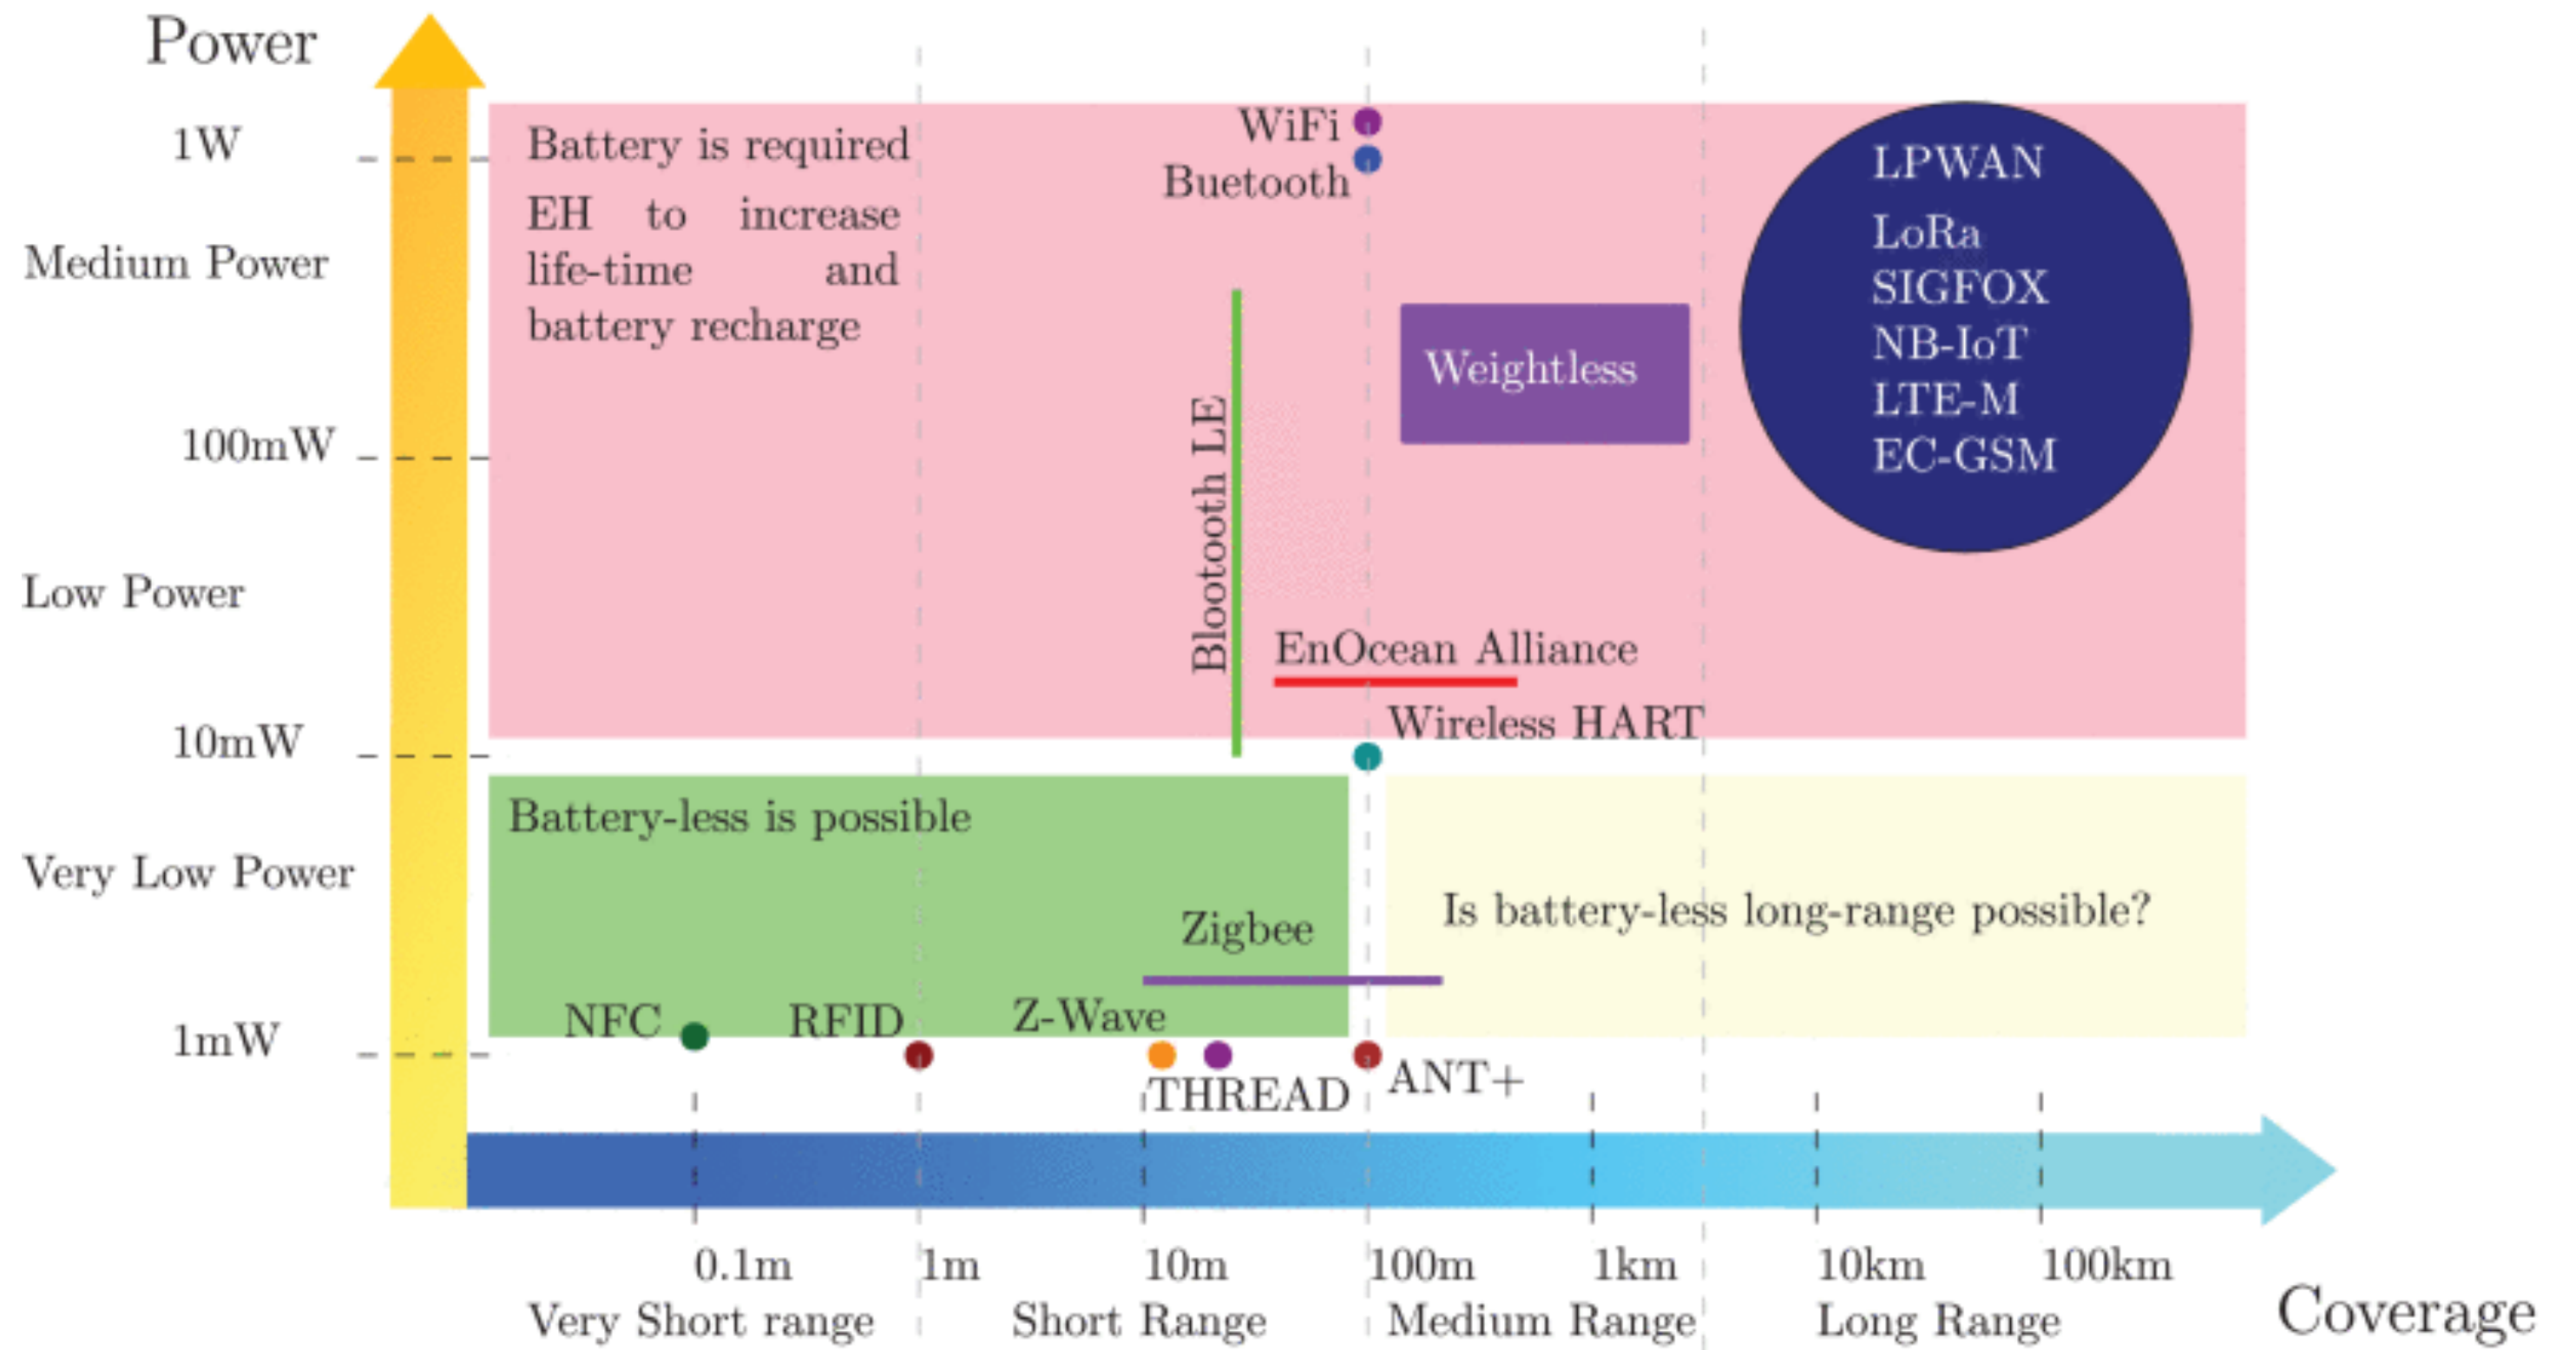 Power
1W
Medium Power
100mW
Low Power
10mW
Very Low Power
1mW
Battery is required
EH to increase
life-time and
battery recharge
WiFi
Buetooth
Blootooth LE
Weightless
LPWAN
LoRa
SIGFOX
NB-IoT
LTE-M
EC-GSM
EnOcean Alliance
Wireless HART
Battery-less is possible
Zigbee
NFC
RFID
Z-Wave
THREAD
ANT+
Is battery-less long-range possible?
0.1m
1m
10m
100m
1km
10km
100km
Very Short range
Short Range
Medium Range
Long Range
Coverage